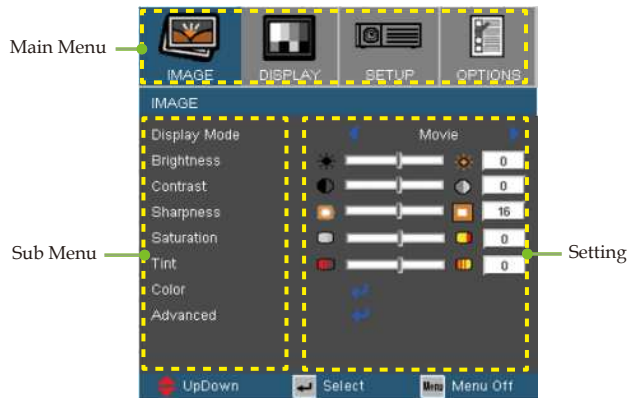 Main Menu
IMAGE DISPLAY SETUP OPTIONS
IMAGE
Display Mode Movie
Brightness 0
Contrast 0
Sharpness 16
Saturation 0
Sub Menu
Setting
Tint 0
Color
Advanced
UpDown Select Menu Menu Off